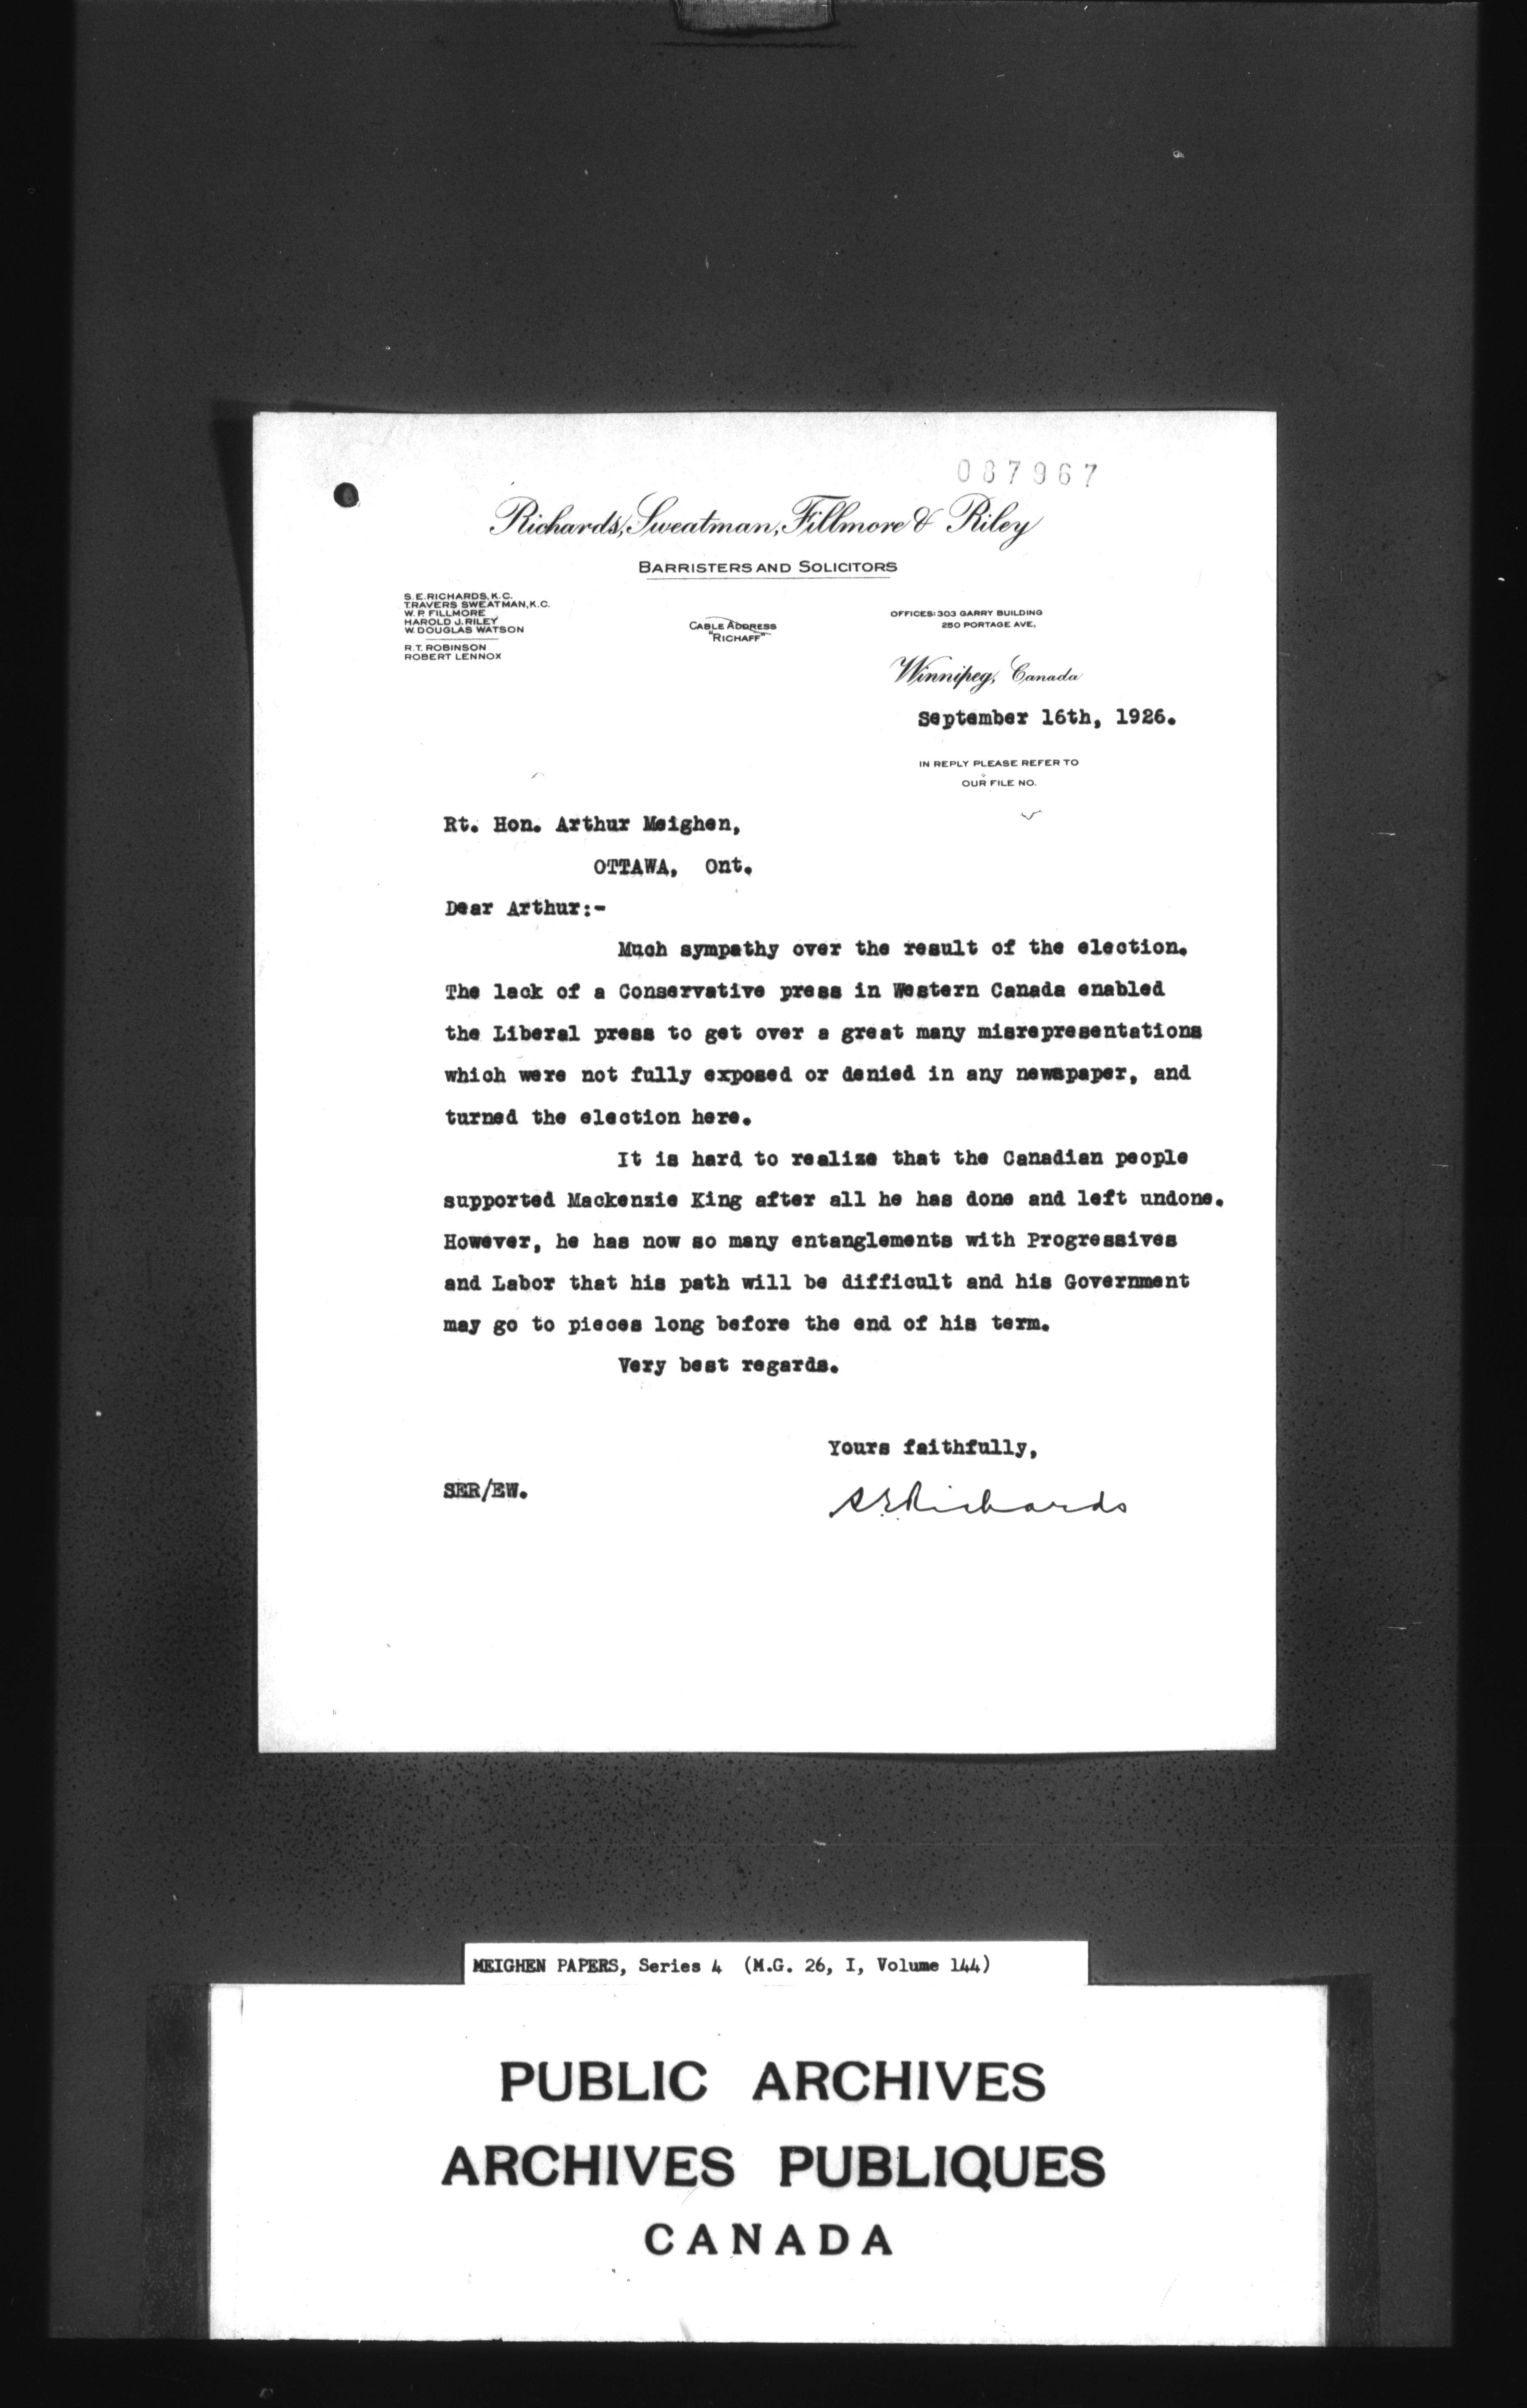 087967
Richards, Sweatman, Fillmore & Riley
BARRISTERS AND SOLICITORS
S.E. RICHARDS, K.C.
TRAVERS SWEATMAN, K.C.
W.P. FILLMORE
HAROLD J. RILEY
W. DOUGLAS WATSON
R.T. ROBINSON
ROBERT LENNOX
CABLE ADDRESS
"RICHAFF"
OFFICES: 303 GARRY BUILDING
280 PORTAGE AVE.
Winnipeg, Canada
September 16th, 1926.
IN REPLY PLEASE REFER TO
OUR FILE NO.
Rt. Hon. Arthur Meighen,
OTTAWA, Ont.
Dear Arthur:-
Much sympathy over the result of the election.
The lack of a Conservative press in Western Canada enabled
the Liberal press to get over a great many misrepresentations
which were not fully exposed or denied in any newspaper, and
turned the election here.
It is hard to realize that the Canadian people
supported Mackenzie King after all he has done and left undone.
However, he has now so many entanglements with Progressives
and Labor that his path will be difficult and his Government
may go to pieces long before the end of his term.
Very best regards.
Yours faithfully,
SER/EW.
S E Richards
MEIGHEN PAPERS, Series 4 (M.G. 26, I, Volume 144)
PUBLIC ARCHIVES
ARCHIVES PUBLIQUES
CANADA